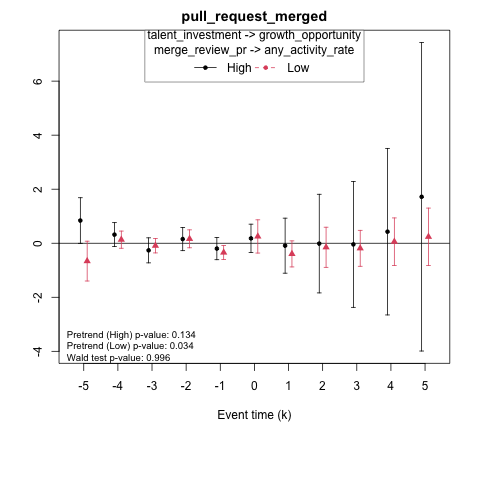 pull_request_merged
talent_investment -> growth_opportunity
merge_review_pr -> any_activity_rate
High Low
6
4
2
0
-2
-4
Pretrend (High) p-value: 0.134
Pretrend (Low) p-value: 0.034
Wald test p-value: 0.996
-5 -4 -3 -2 -1 0 1 2 3 4 5
Event time (k)